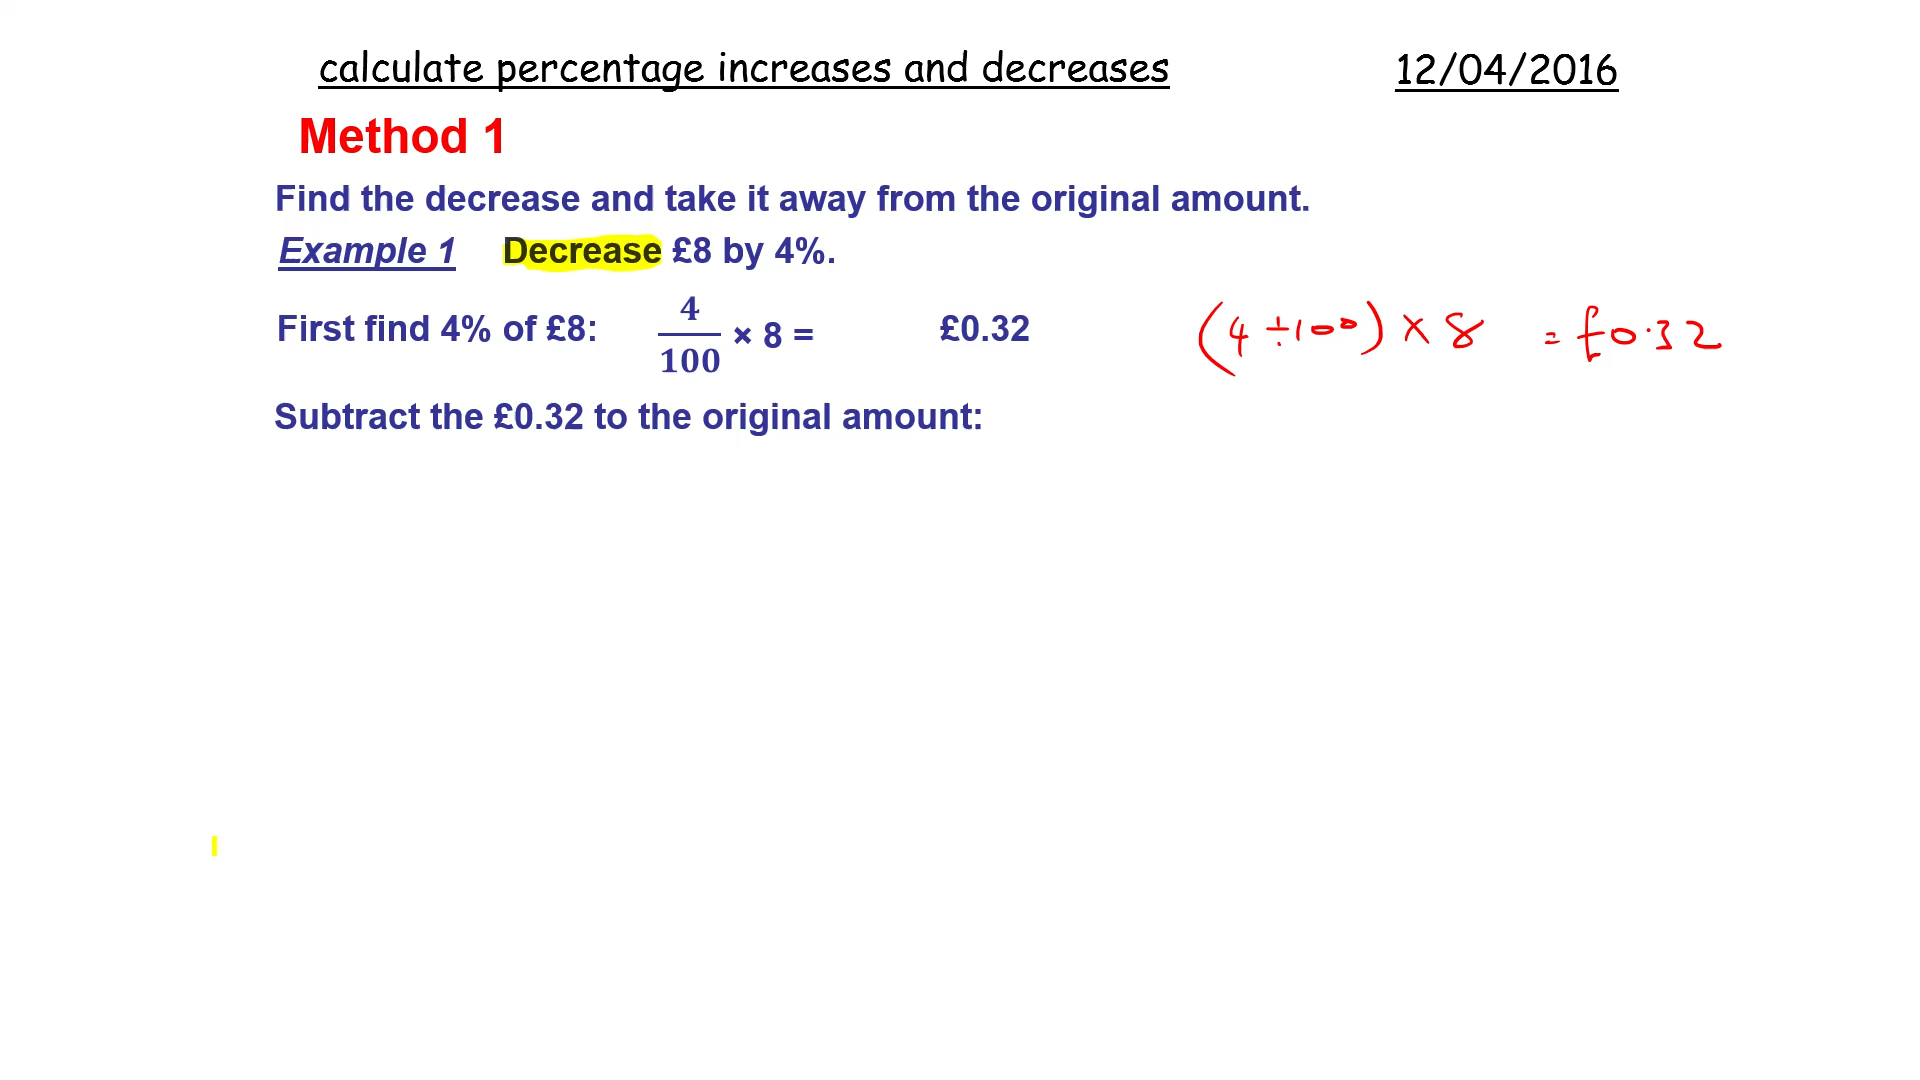 calculate percentage increases and decreases 12/04/2016
Method 1
Find the decrease and take it away from the original amount.
Example 1 Decrease £8 by 4%.
First find 4% of £8: 4/100 × 8 = £0.32 (4 ÷ 100) × 8 = £0.32
Subtract the £0.32 to the original amount: